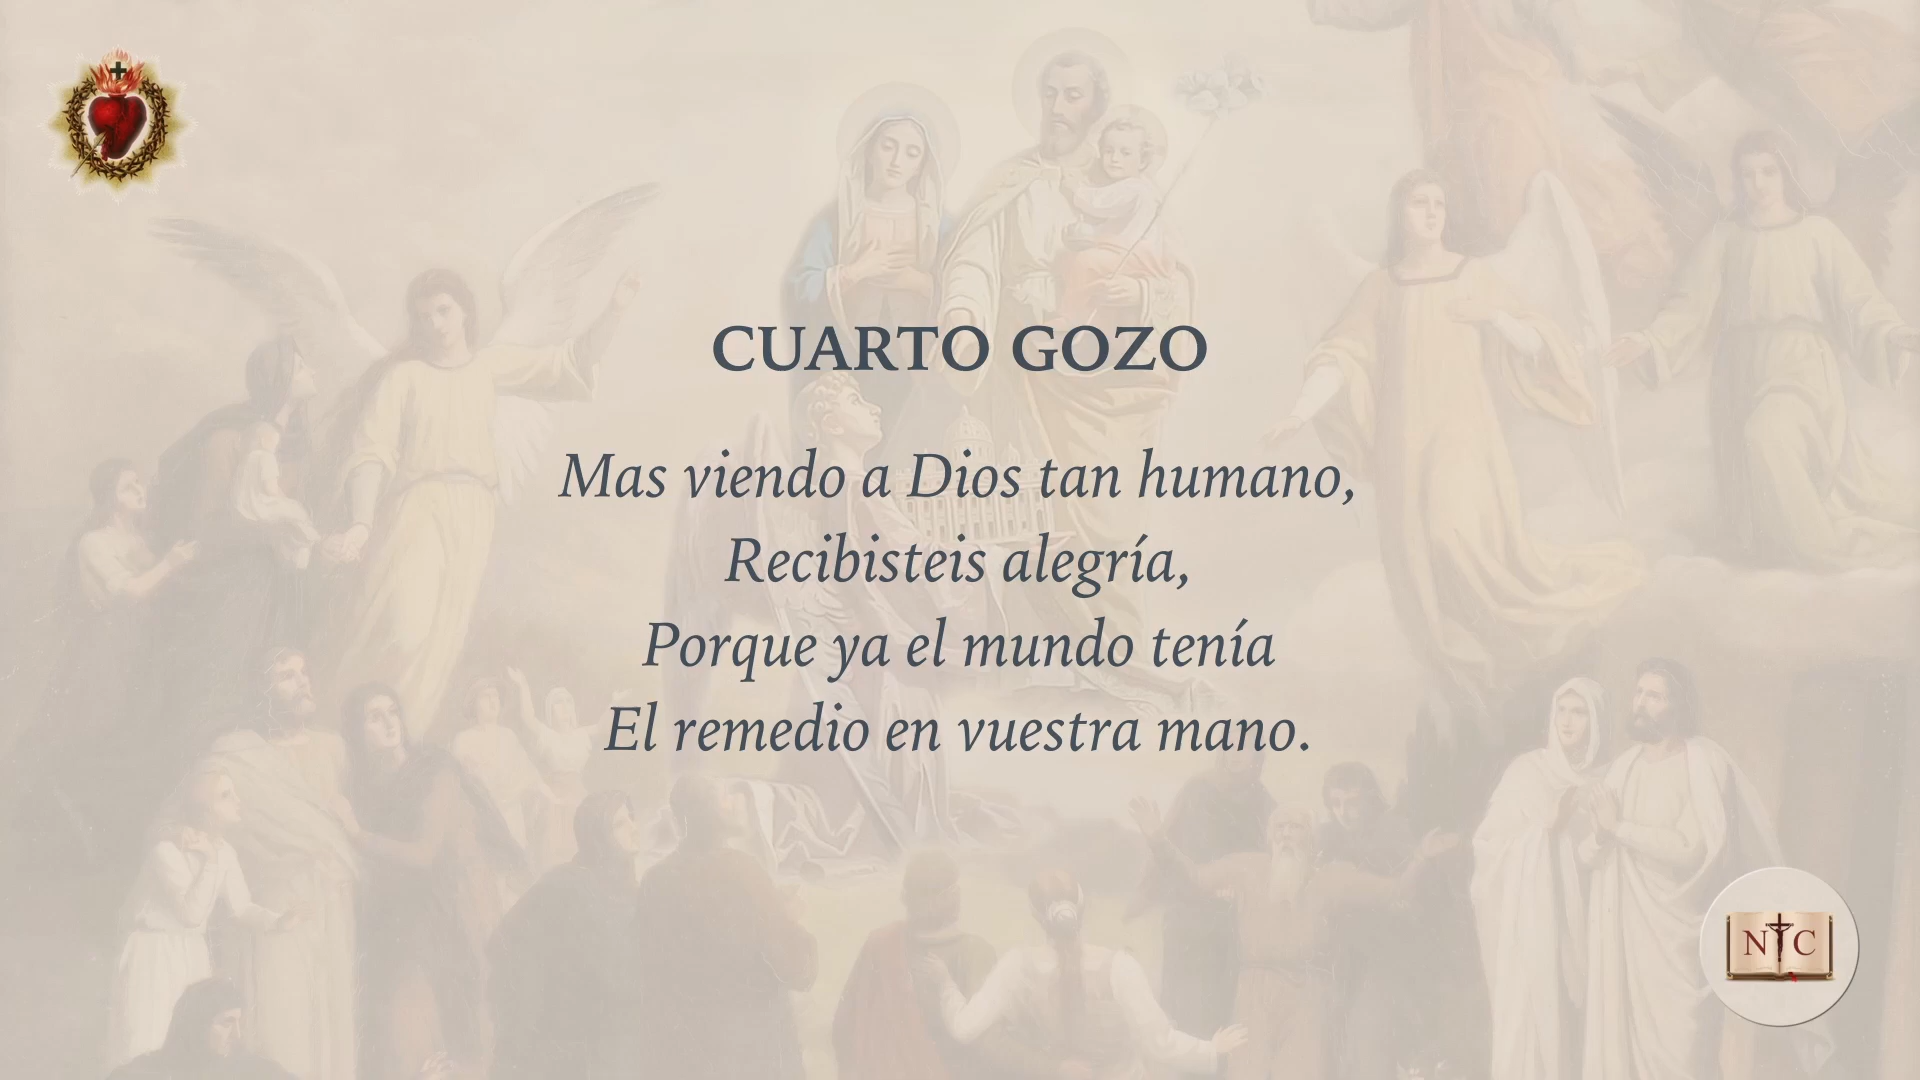 CUARTO GOZO
Mas viendo a Dios tan humano,
Recibisteis alegría,
Porque ya el mundo tenía
El remedio en vuestra mano.
N C